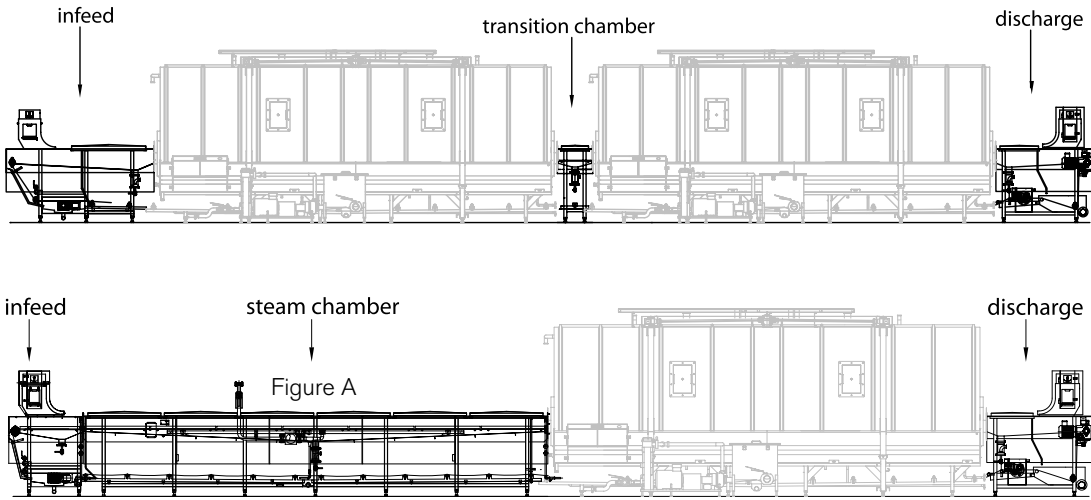 infeed
transition chamber
discharge
infeed
steam chamber
discharge
Figure A